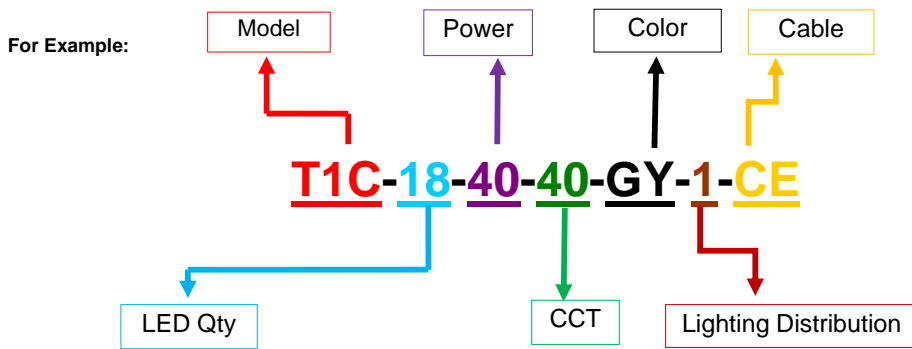 For Example:
Model
Power
Color
Cable
T1C-18-40-40-GY-1-CE
LED Qty
CCT
Lighting Distribution